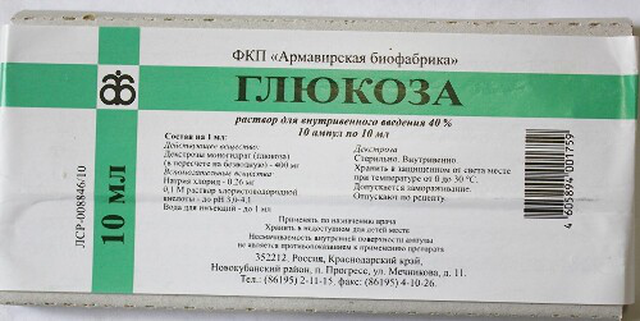 ФКП «Армавирская биофабрика»
ГЛЮКОЗА
раствор для внутривенного введения 40%
10 ампул по 10 мл
Состав на 1 мл:
Действующее вещество:
Декстрозы моногидрат (глюкоза)
(в пересчете на безводную) - 400 мг
Вспомогательные вещества:
Натрия хлорид - 0,26 мг
0,1 М раствор хлористоводородной
кислоты - до pH 3,0-4,1
Вода для инъекций - до 1 мл
Декстроза
Стерильно. Внутривенно.
Хранить в защищенном от света месте
при температуре от 0 до 30 °С.
Допускается замораживание.
Отпускают по рецепту.
Применять по назначению врача
Хранить в недоступном для детей месте
Несмачиваемость внутренней поверхности ампулы
не является противопоказанием к применению препарата
352212, Россия, Краснодарский край,
Новокубанский район, п. Прогресс, ул. Мечникова, д. 11.
Тел.: (86195) 2-11-15, факс: (86195) 4-10-26.
ЛСР-008846/10
10 мл
4 605894 001759